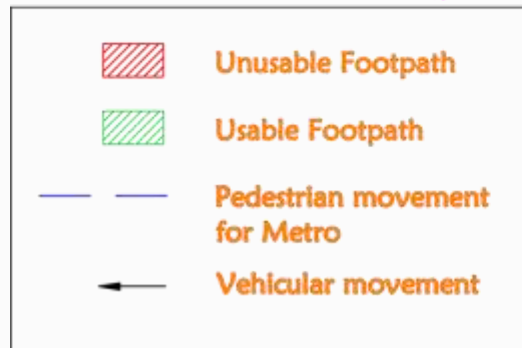 Unusable Footpath
Usable Footpath
Pedestrian movement
for Metro
Vehicular movement